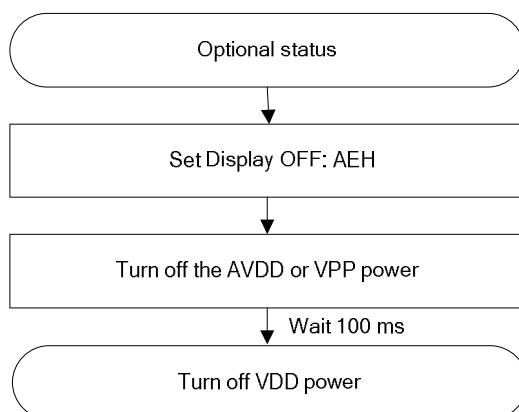 Optional status
Set Display OFF: AEH
Turn off the AVDD or VPP power
Wait 100 ms
Turn off VDD power